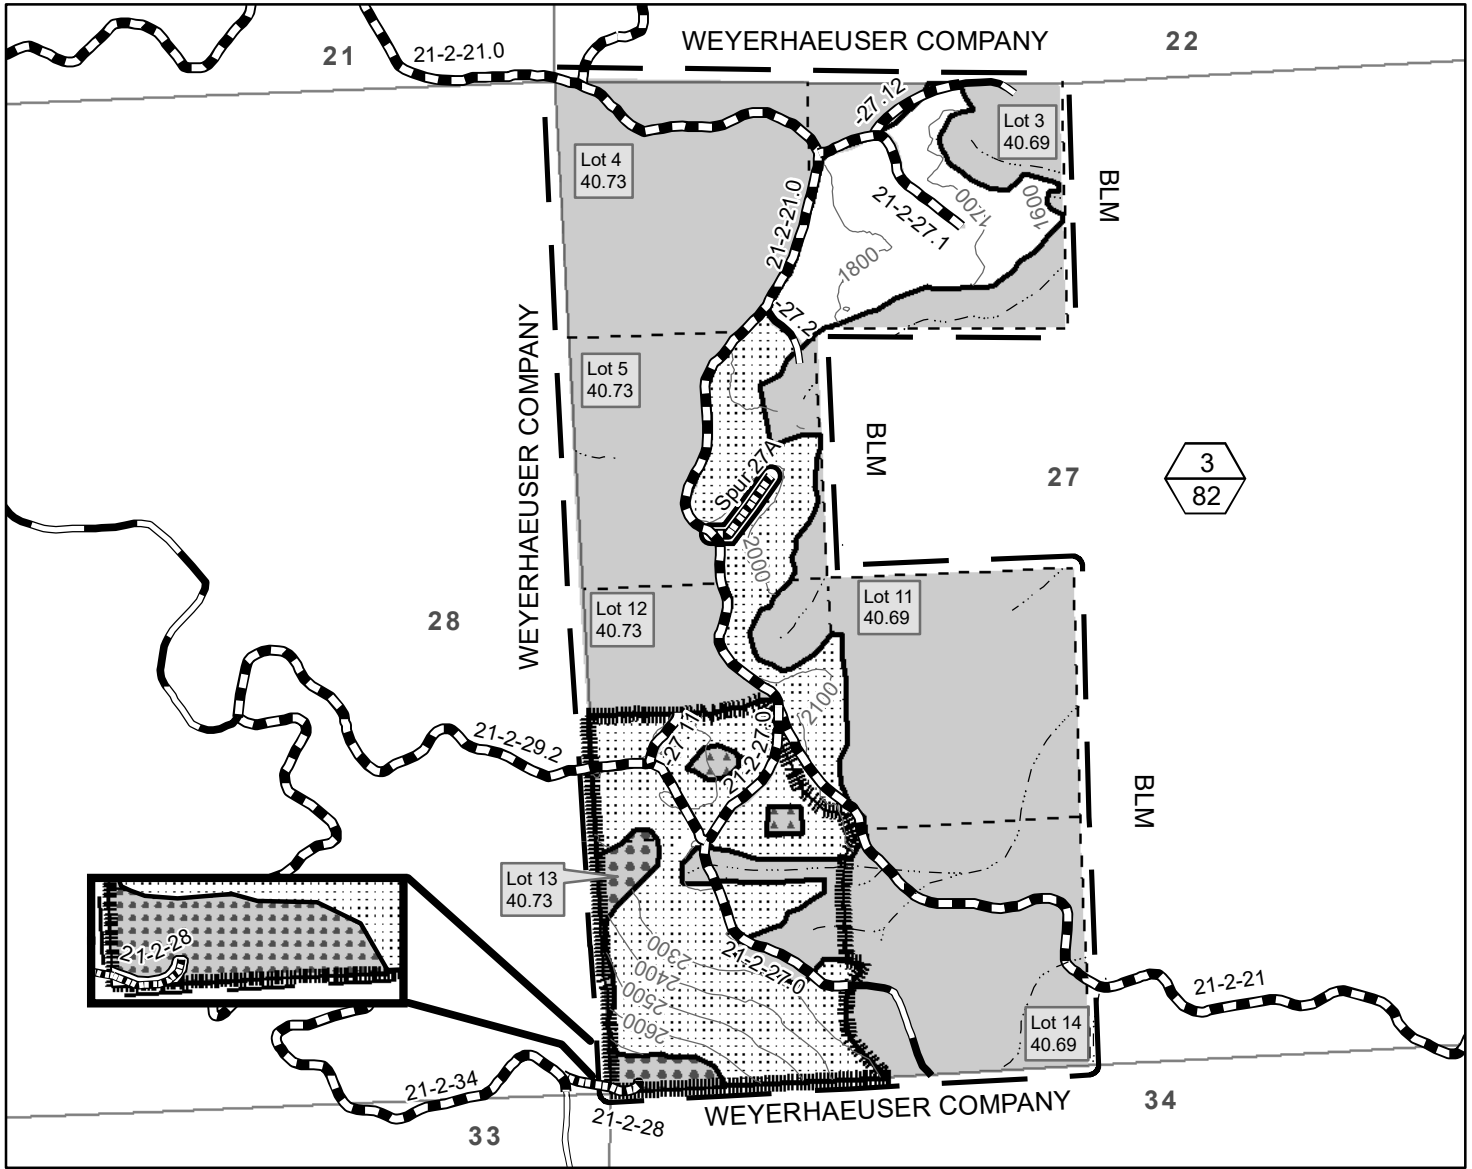 21
21-2-21.0
WEYERHAEUSER COMPANY
22
-27.12
Lot 3
40.69
Lot 4
40.73
BLM
21-2-21.0
21-2-27.1
1700
1600
1800
-27.2
WEYERHAEUSER COMPANY
Lot 5
40.73
BLM
Spur 27A
27
3
82
2000
28
Lot 12
40.73
Lot 11
40.69
2100
21-2-29.2
-27.11
21-2-27.0
BLM
Lot 13
40.73
21-2-28
2300
2400
2500
2600
21-2-27.0
21-2-21
Lot 14
40.69
21-2-34
21-2-28
WEYERHAEUSER COMPANY
34
33